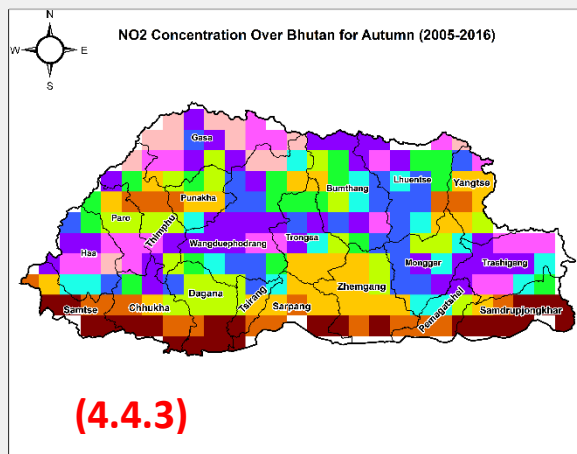 N
W E
S
NO2 Concentration Over Bhutan for Autumn (2005-2016)
Gasa
Lhuentse
Yangtse
Bumthang
Punakha
Paro
Thimphu
Trongsa
Wangduephodrang
Haa
Monggar
Trashigang
Zhemgang
Dagana
Tsirang
Sarpang
Pemagatshel
Samtse
Chhukha
Samdrupjongkhar
(4.4.3)